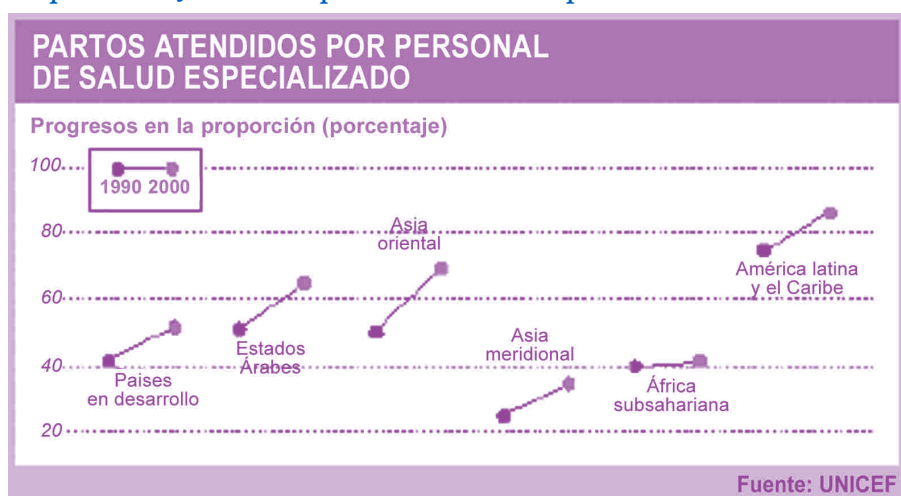 PARTOS ATENDIDOS POR PERSONAL
DE SALUD ESPECIALIZADO
Progresos en la proporción (porcentaje)
100
1990 2000
80
Asia
oriental
América latina
y el Caribe
60
Estados
Árabes
Asia
meridional
40
Paises
en desarrollo
África
subsahariana
20
Fuente: UNICEF